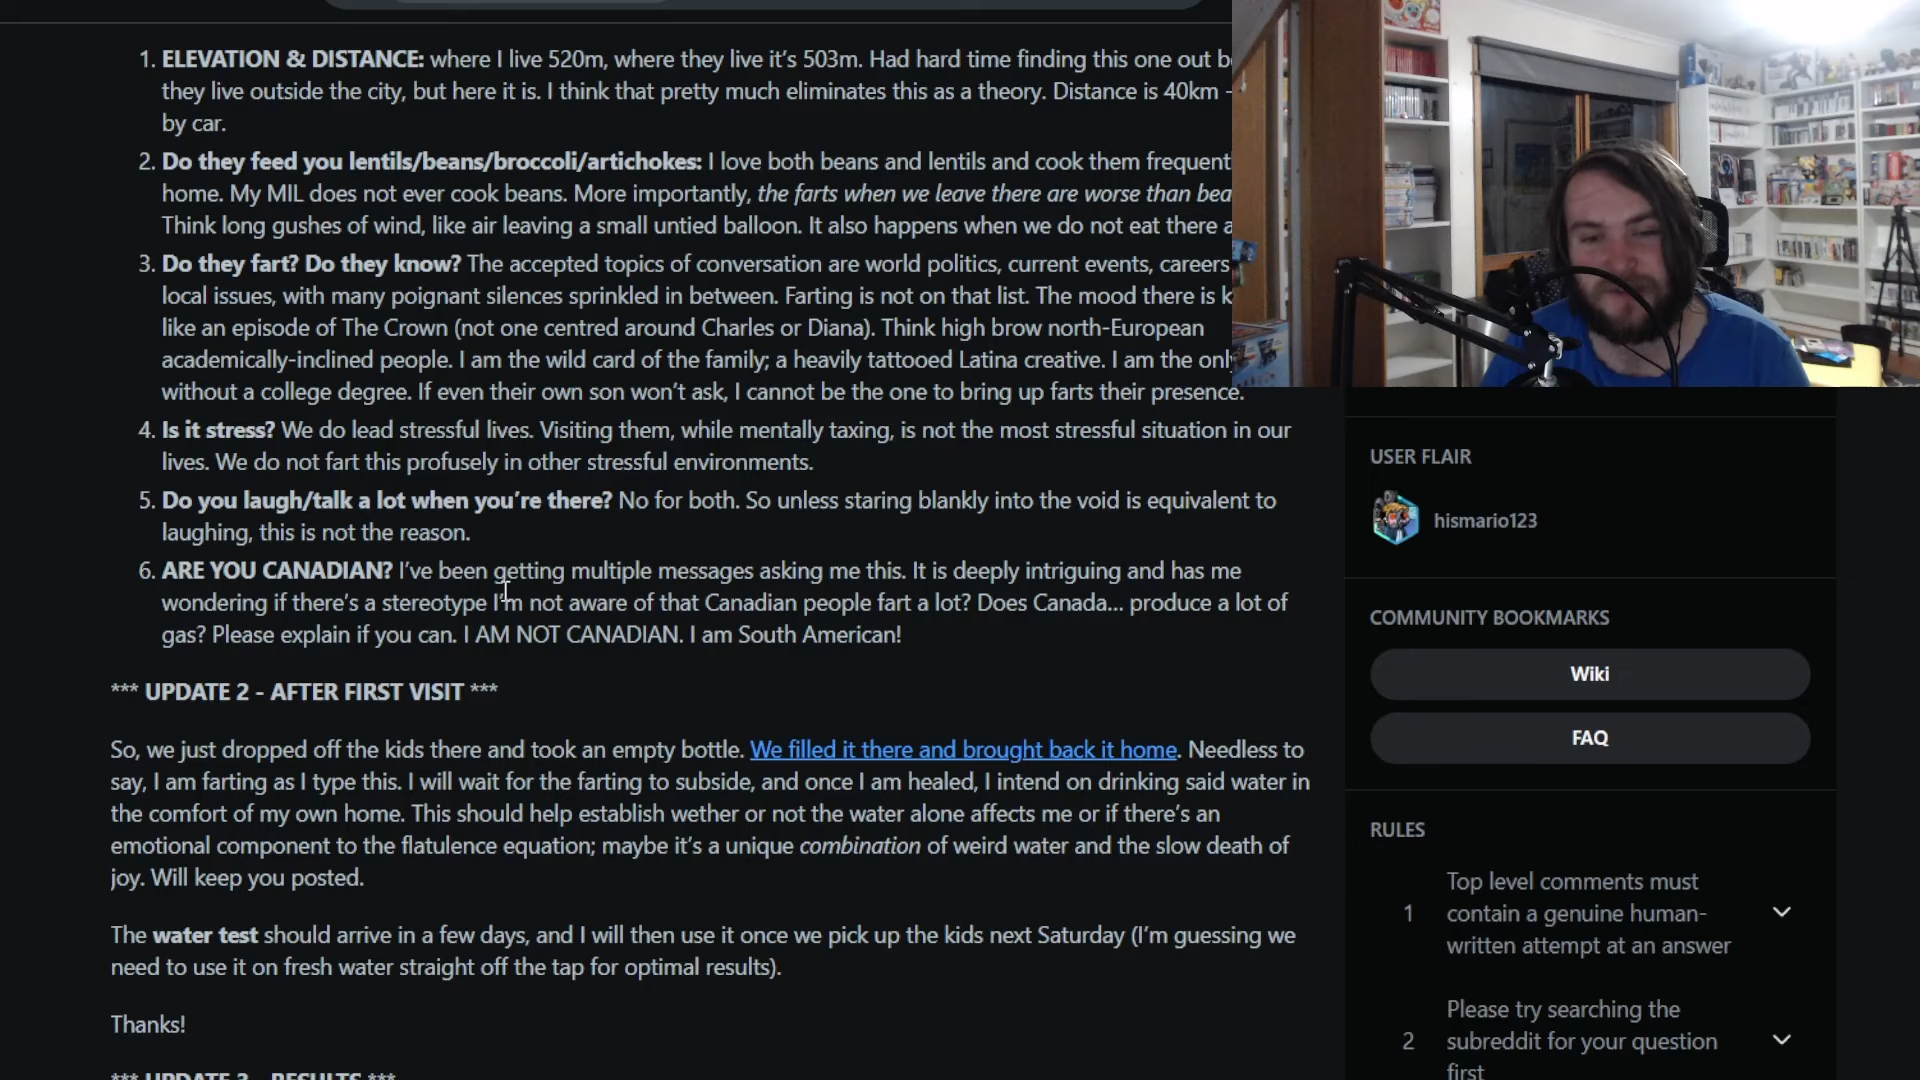 1. ELEVATION & DISTANCE: where I live 520m, where they live it's 503m. Had hard time finding this one out
they live outside the city, but here it is. I think that pretty much eliminates this as a theory. Distance is 40km
by car.
2. Do they feed you lentils/beans/broccoli/artichokes: I love both beans and lentils and cook them
home. My MIL does not ever cook beans. More importantly, the farts when we leave there are worse than
Think long gushes of wind, like air leaving a small untied balloon. It also happens when we do not eat there
3. Do they fart? Do they know? The accepted topics of conversation are world politics, current events, careers
local issues, with many poignant silences sprinkled in between. Farting is not on that list. The mood there is
like an episode of The Crown (not one centred around Charles or Diana). Think high brow north-European
academically-inclined people. I am the wild card of the family; a heavily tattooed Latina creative. I am the
without a college degree. If even their own son won't ask, I cannot be the one to bring up farts their presence.
4. Is it stress? We do lead stressful lives. Visiting them, while mentally taxing, is not the most stressful situation in our
lives. We do not fart this profusely in other stressful environments.
5. Do you laugh/talk a lot when you're there? No for both. So unless staring blankly into the void is equivalent to
laughing, this is not the reason.
6. ARE YOU CANADIAN? I've been getting multiple messages asking me this. It is deeply intriguing and has me
wondering if there's a stereotype I'm not aware of that Canadian people fart a lot? Does Canada... produce a lot of
gas? Please explain if you can. I AM NOT CANADIAN. I am South American!
*** UPDATE 2 - AFTER FIRST VISIT ***
So, we just dropped off the kids there and took an empty bottle. We filled it there and brought back it home. Needless to
say, I am farting as I type this. I will wait for the farting to subside, and once I am healed, I intend on drinking said water in
the comfort of my own home. This should help establish wether or not the water alone affects me or if there's an
emotional component to the flatulence equation; maybe it's a unique combination of weird water and the slow death of
joy. Will keep you posted.
The water test should arrive in a few days, and I will then use it once we pick up the kids next Saturday (I'm guessing we
need to use it on fresh water straight off the tap for optimal results).
Thanks!
*** UPDATE 3 - RESULTS ***
USER FLAIR
hismario123
COMMUNITY BOOKMARKS
Wiki
FAQ
RULES
1 Top level comments must
contain a genuine human-
written attempt at an answer
2 Please try searching the
subreddit for your question
first